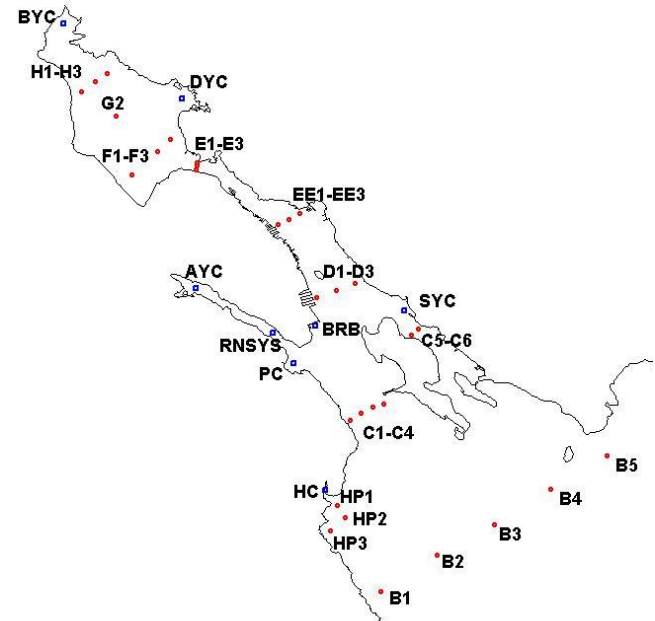 BYC
H1-H3
DYC
G2
E1-E3
F1-F3
EE1-EE3
AYC
D1-D3
SYC
BRB
RNSYS
C5-C6
PC
C1-C4
B5
HC
HP1
B4
HP2
B3
HP3
B2
B1